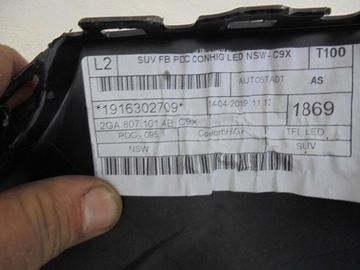 L2 SUV FB PDC CONHIG LED NSW - C9X T100
AUTOSTADT AS
*1916302709* 14-04-2019 11:12 1869
2GA 807 101 AB C9X
PDC - 095 ConortHIGH TFL LED
NSW SUV